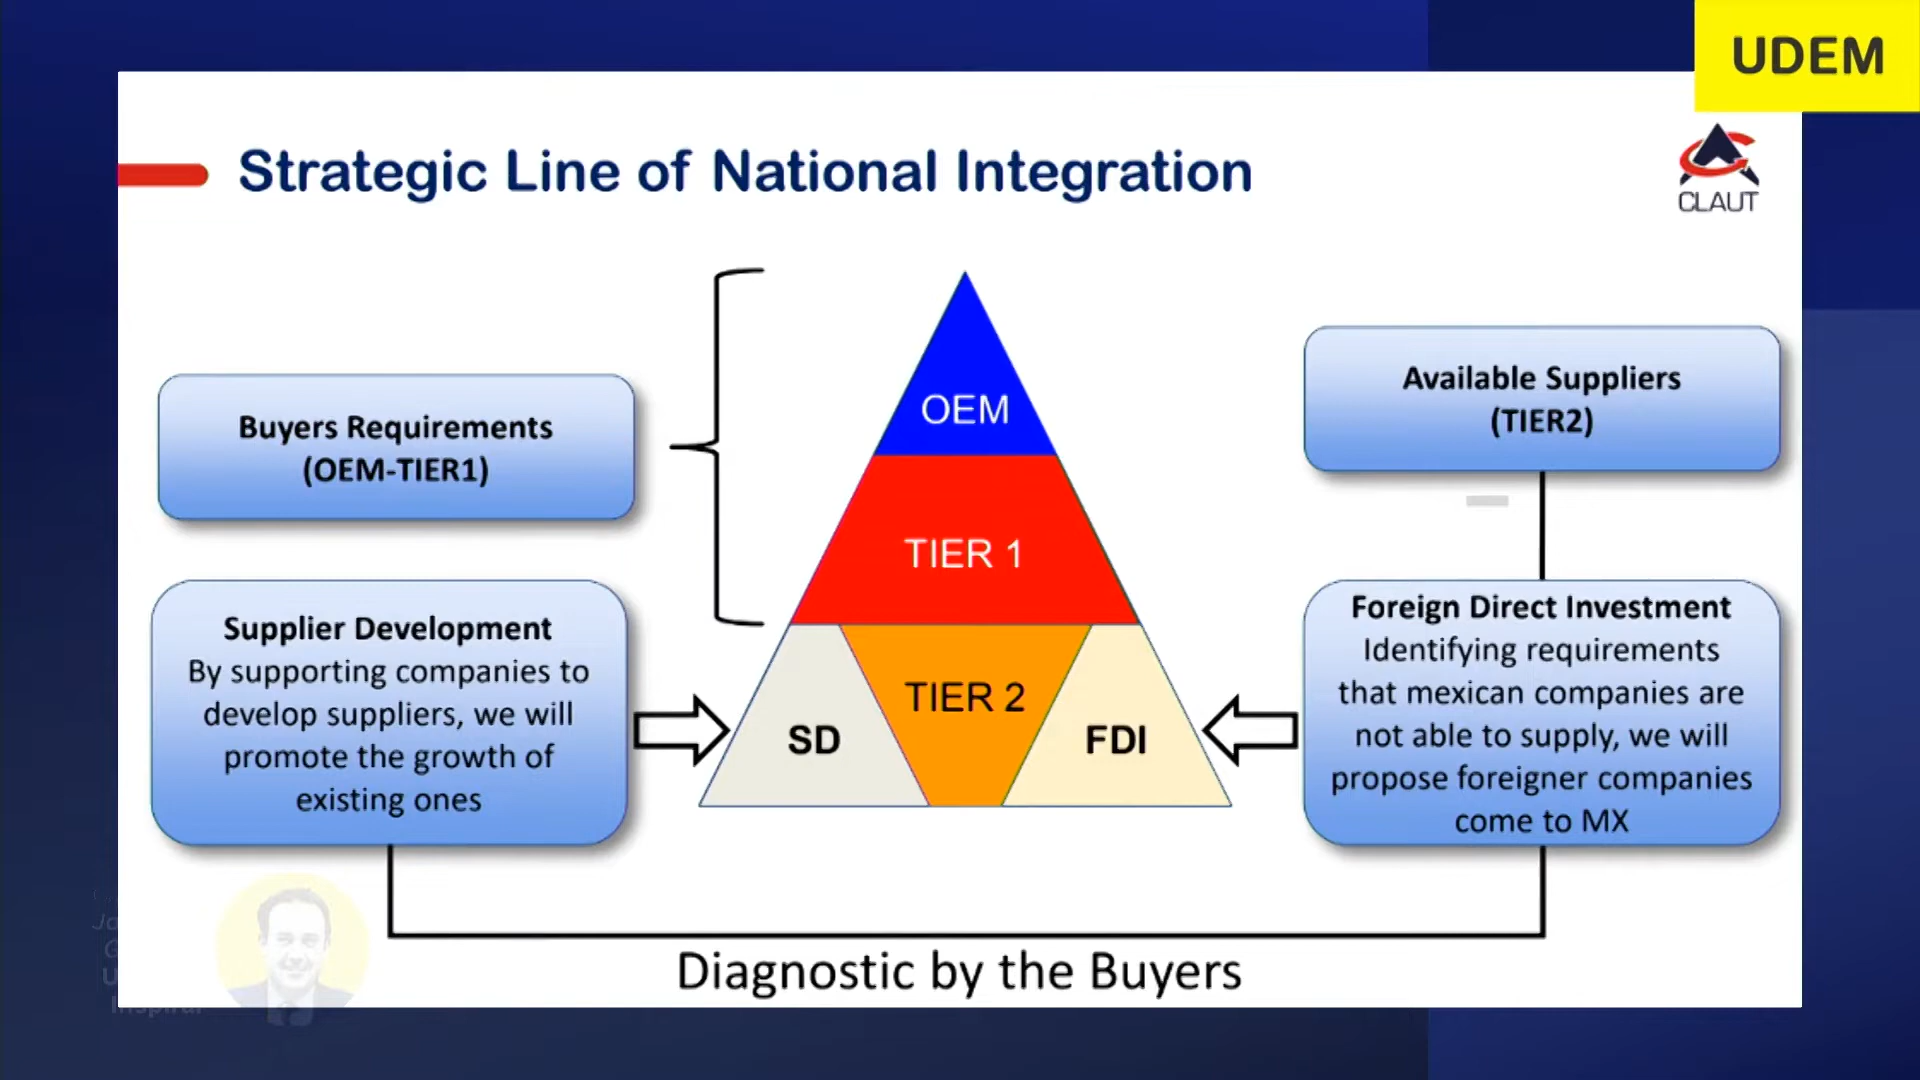 UDEM
Strategic Line of National Integration
CLAUT
Buyers Requirements
(OEM-TIER1)
OEM
TIER 1
Available Suppliers
(TIER2)
Supplier Development
By supporting companies to
develop suppliers, we will
promote the growth of
existing ones
SD
TIER 2
FDI
Foreign Direct Investment
Identifying requirements
that mexican companies are
not able to supply, we will
propose foreigner companies
come to MX
Diagnostic by the Buyers